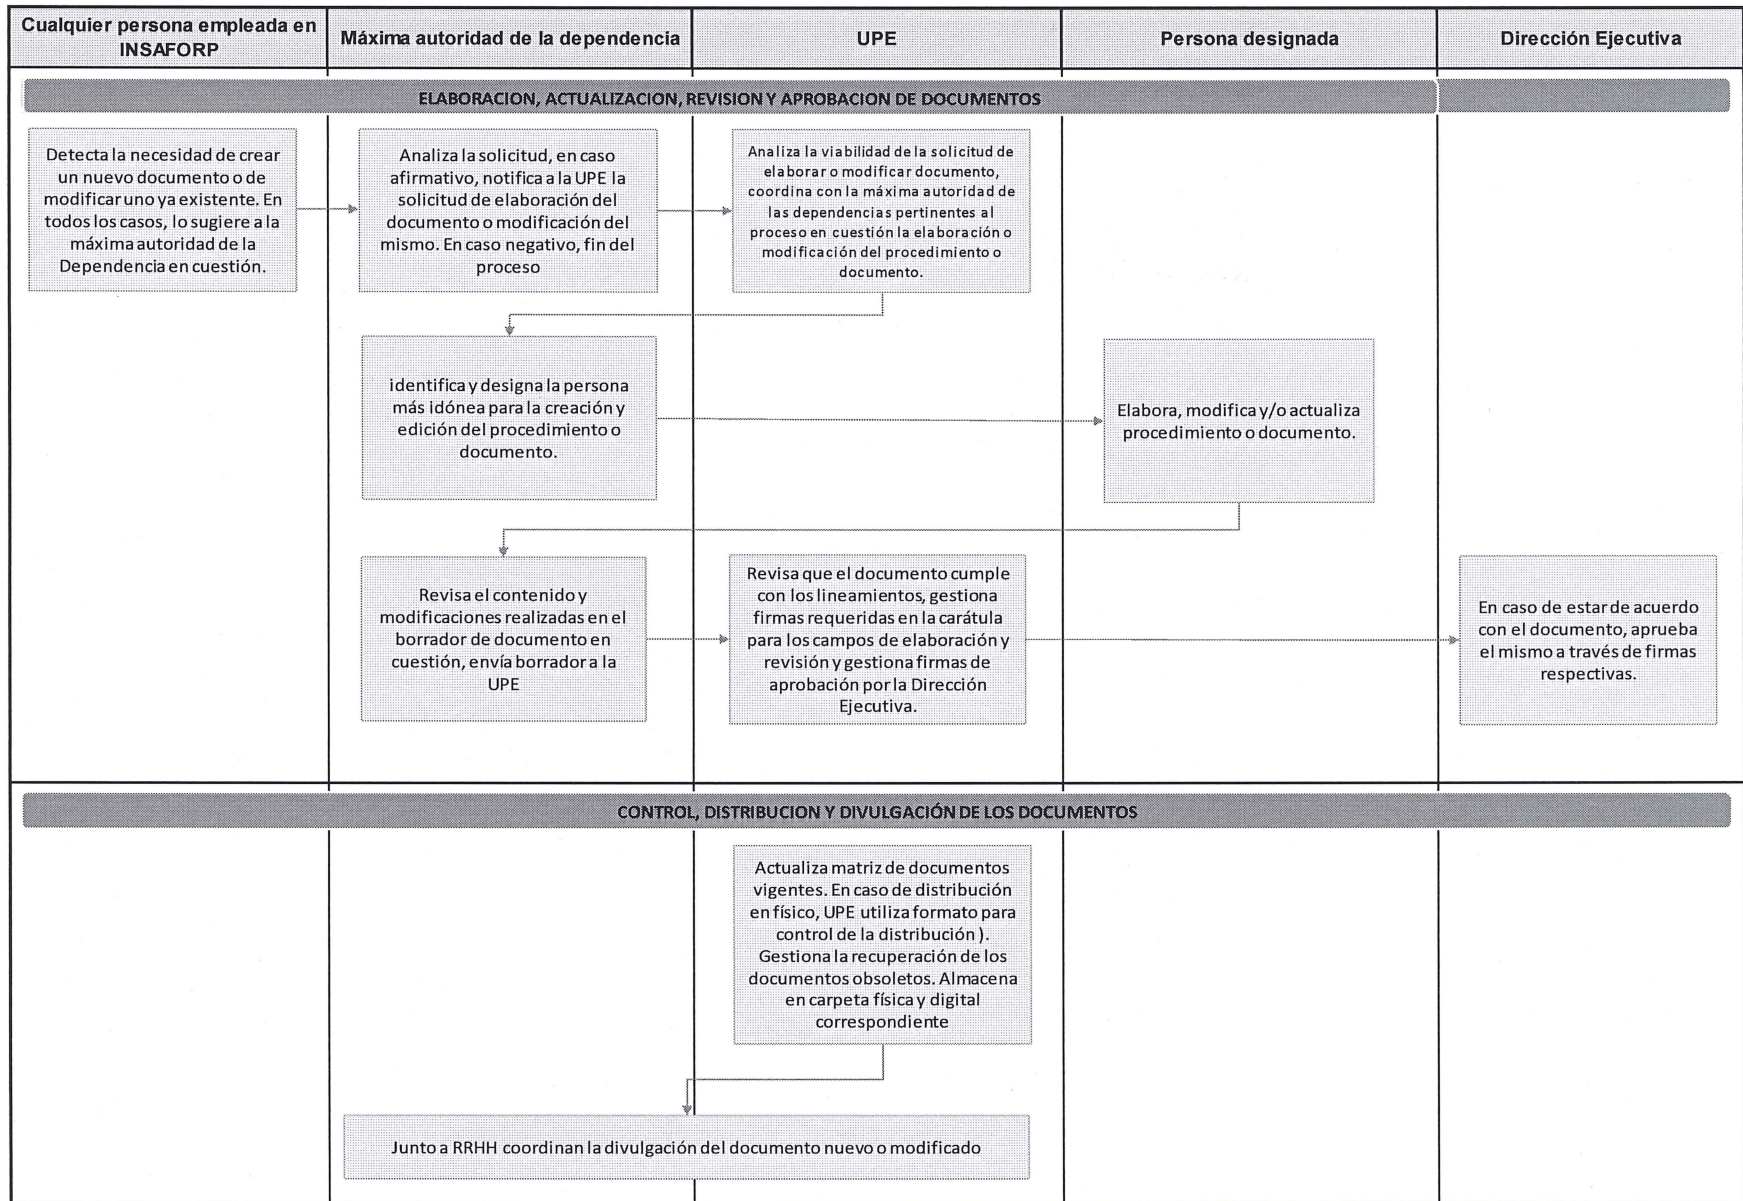 Cualquier persona empleada en
INSAFORP
Máxima autoridad de la dependencia
UPE
Persona designada
Dirección Ejecutiva
ELABORACION, ACTUALIZACION, REVISION Y APROBACION DE DOCUMENTOS
Detecta la necesidad de crear
un nuevo documento o de
modificar uno ya existente. En
todos los casos, lo sugiere a la
máxima autoridad de la
Dependencia en cuestión.
Analiza la solicitud, en caso
afirmativo, notifica a la UPE la
solicitud de elaboración del
documento o modificación del
mismo. En caso negativo, fin del
proceso
Analiza la viabilidad de la solicitud de
elaborar o modificar documento,
coordina con la máxima autoridad de
las dependencias pertinentes al
proceso en cuestión la elaboración o
modificación del procedimiento o
documento.
identifica y designa la persona
más idónea para la creación y
edición del procedimiento o
documento.
Elabora, modifica y/o actualiza
procedimiento o documento.
Revisa el contenido y
modificaciones realizadas en el
borrador de documento en
cuestión, envía borrador a la
UPE
Revisa que el documento cumple
con los lineamientos, gestiona
firmas requeridas en la carátula
para los campos de elaboración y
revisión y gestiona firmas de
aprobación por la Dirección
Ejecutiva.
En caso de estar de acuerdo
con el documento, aprueba
el mismo a través de firmas
respectivas.
CONTROL, DISTRIBUCION Y DIVULGACIÓN DE LOS DOCUMENTOS
Actualiza matriz de documentos
vigentes. En caso de distribución
en físico, UPE utiliza formato para
control de la distribución ).
Gestiona la recuperación de los
documentos obsoletos. Almacena
en carpeta física y digital
correspondiente
Junto a RRHH coordinan la divulgación del documento nuevo o modificado